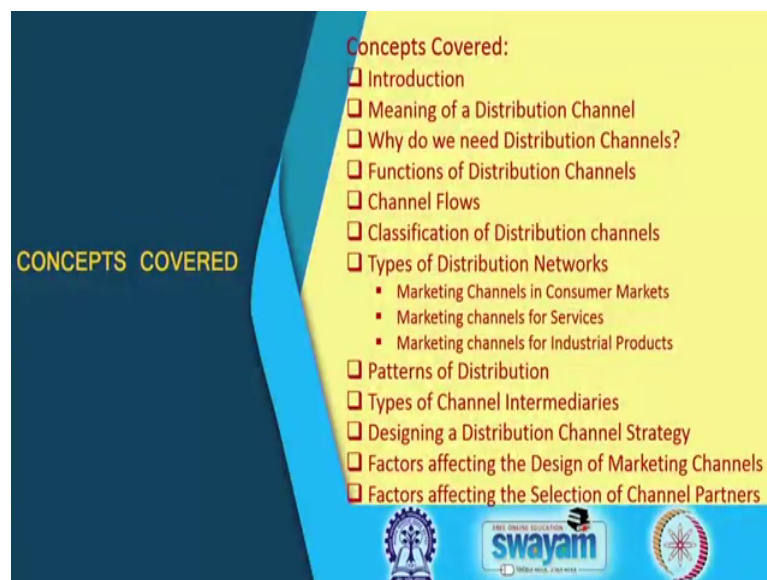 CONCEPTS COVERED
Concepts Covered:
Introduction
Meaning of a Distribution Channel
Why do we need Distribution Channels?
Functions of Distribution Channels
Channel Flows
Classification of Distribution channels
Types of Distribution Networks
Marketing Channels in Consumer Markets
Marketing channels for Services
Marketing channels for Industrial Products
Patterns of Distribution
Types of Channel Intermediaries
Designing a Distribution Channel Strategy
Factors affecting the Design of Marketing Channels
Factors affecting the Selection of Channel Partners
FREE ONLINE EDUCATION
swayam